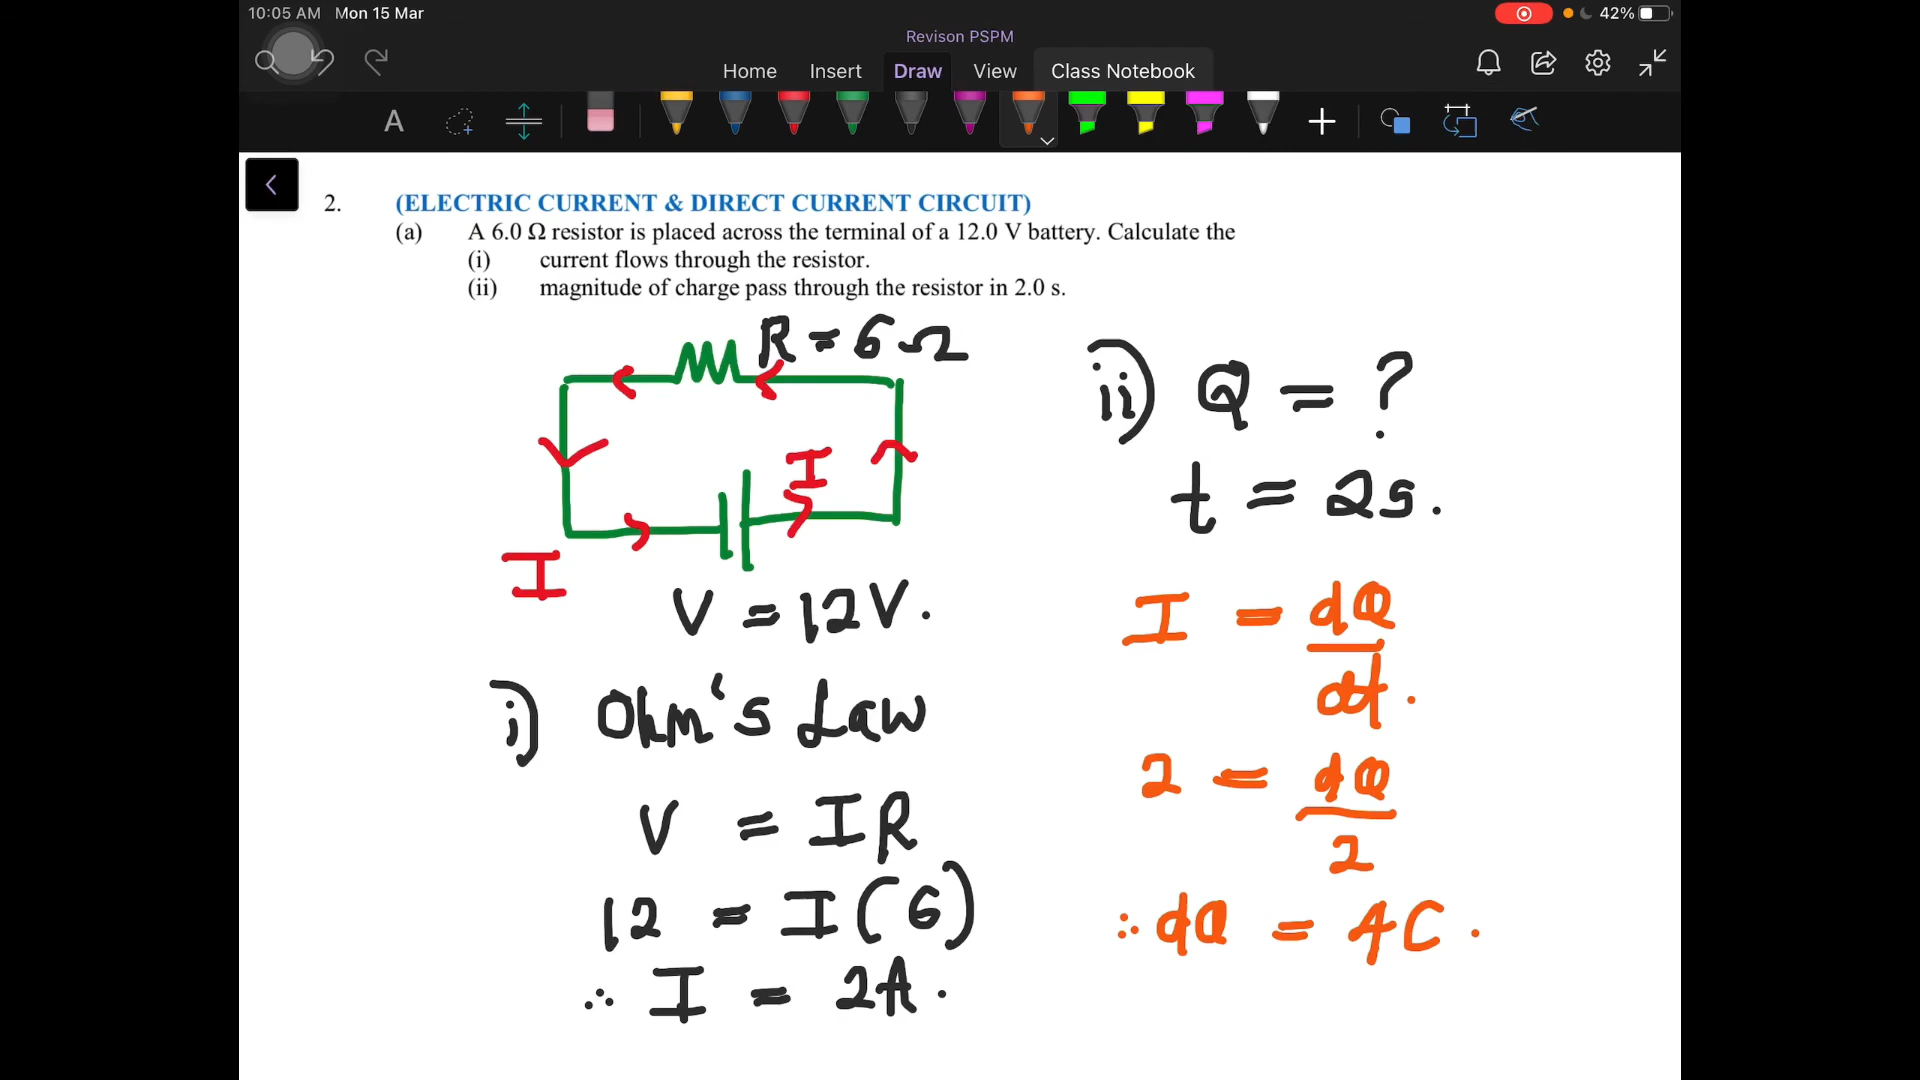 10:05 AM Mon 15 Mar
42%
Revison PSPM
Home Insert Draw View Class Notebook
A
2. (ELECTRIC CURRENT & DIRECT CURRENT CIRCUIT)
(a) A 6.0 Ω resistor is placed across the terminal of a 12.0 V battery. Calculate the
(i) current flows through the resistor.
(ii) magnitude of charge pass through the resistor in 2.0 s.
R = 6 Ω
I
I
V = 12V.
i) Ohm's Law
V = IR
12 = I(6)
∴ I = 2A.
ii) Q = ?
t = 2s.
I = dQ
dt.
2 = dQ
2
∴ dQ = 4C.